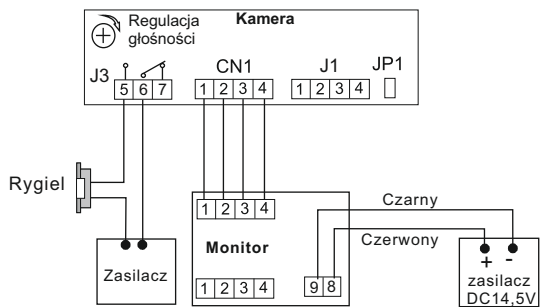 Kamera
Regulacja
głośności
J3
5 6 7
CN1
1 2 3 4
J1
1 2 3 4
JP1
Rygiel
Zasilacz
1 2 3 4
Monitor
1 2 3 4
9 8
Czarny
Czerwony
+ -
zasilacz
DC14,5V